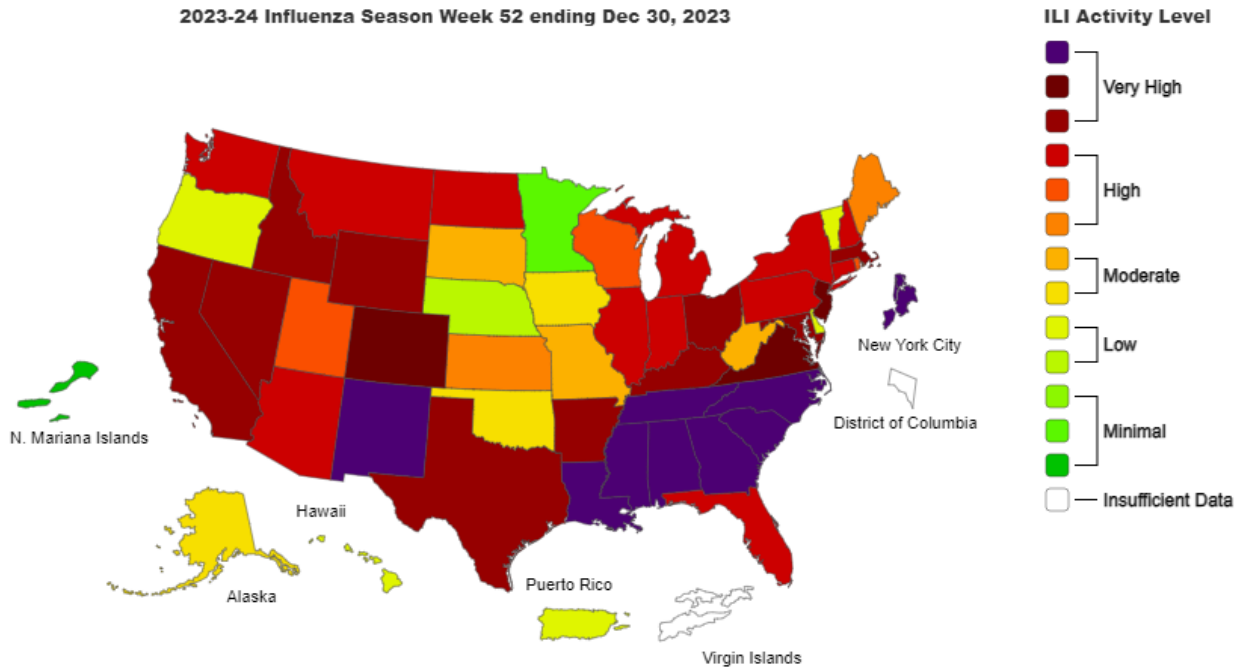 2023-24 Influenza Season Week 52 ending Dec 30, 2023
ILI Activity Level
Very High
High
Moderate
Low
Minimal
Insufficient Data
New York City
District of Columbia
N. Mariana Islands
Hawaii
Alaska
Puerto Rico
Virgin Islands